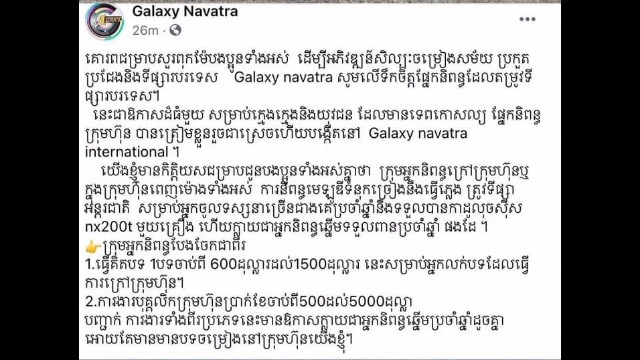 Galaxy Navatra
26m
គោរពជម្រាបសួរពុកម៉ែបងប្អូនទាំងអស់ ដើម្បីអភិវឌ្ឍន៍សិល្បៈចម្រៀងសម័យ ប្រកួត
ប្រជែងនិងទីផ្សារបរទេស Galaxy navatra សូមលើទឹកចិត្តផ្នែកនិពន្ធដែលតម្រូវទី
ផ្សារបរទេស។
នេះជាឱកាសដ៏ធំមួយ សម្រាប់ក្មេងក្មេងនិងយុវជន ដែលមានទេពកោសល្យ ផ្នែកនិពន្ធ
ក្រុមហ៊ុន បានត្រៀមខ្លួនរួចជាស្រេចហើយបង្កើតនៅ Galaxy navatra
international ។
យើងខ្ញុំមានកិត្តិយសជម្រាបជូនបងប្អូនទាំងអស់គ្នាថា ក្រុមអ្នកនិពន្ធក្រៅក្រុមហ៊ុនឬ
ក្នុងក្រុមហ៊ុនពេញម៉ោងទាំងអស់ ការនិពន្ធមេឡូឌីទំនុកច្រៀងនឹងធ្វើភ្លេង ត្រូវទីផ្សា
អន្តរជាតិ សម្រាប់អ្នកចូលទស្សនាច្រើនជាងគេប្រចាំឆ្នាំនឹងទទួលបានកាដូលុចស៊ីស
nx200t មួយគ្រឿង ហើយក្លាយជាអ្នកនិពន្ធឆ្នើមទទួលពានប្រចាំឆ្នាំ ផងដែ ។
👉ក្រុមអ្នកនិពន្ធបែងចែកជាពីរ
1.ធ្វើគិតបទ 1បទចាប់ពី 600ដុល្លារដល់1500ដុល្លារ នេះសម្រាប់អ្នកលក់បទដែលធ្វើ
ការក្រៅក្រុមហ៊ុន។
2.ការងារបុគ្គលិកក្រុមហ៊ុនប្រាក់ខែចាប់ពី500ដល់5000ដុល្លា
បញ្ជាក់ ការងារទាំងពីរប្រភេទនេះមានឱកាសក្លាយជាអ្នកនិពន្ធឆ្នើមប្រចាំឆ្នាំដូចគ្នា
អោយតែមានមានបទចម្រៀងនៅក្រុមហ៊ុនយើងខ្ញុំ។